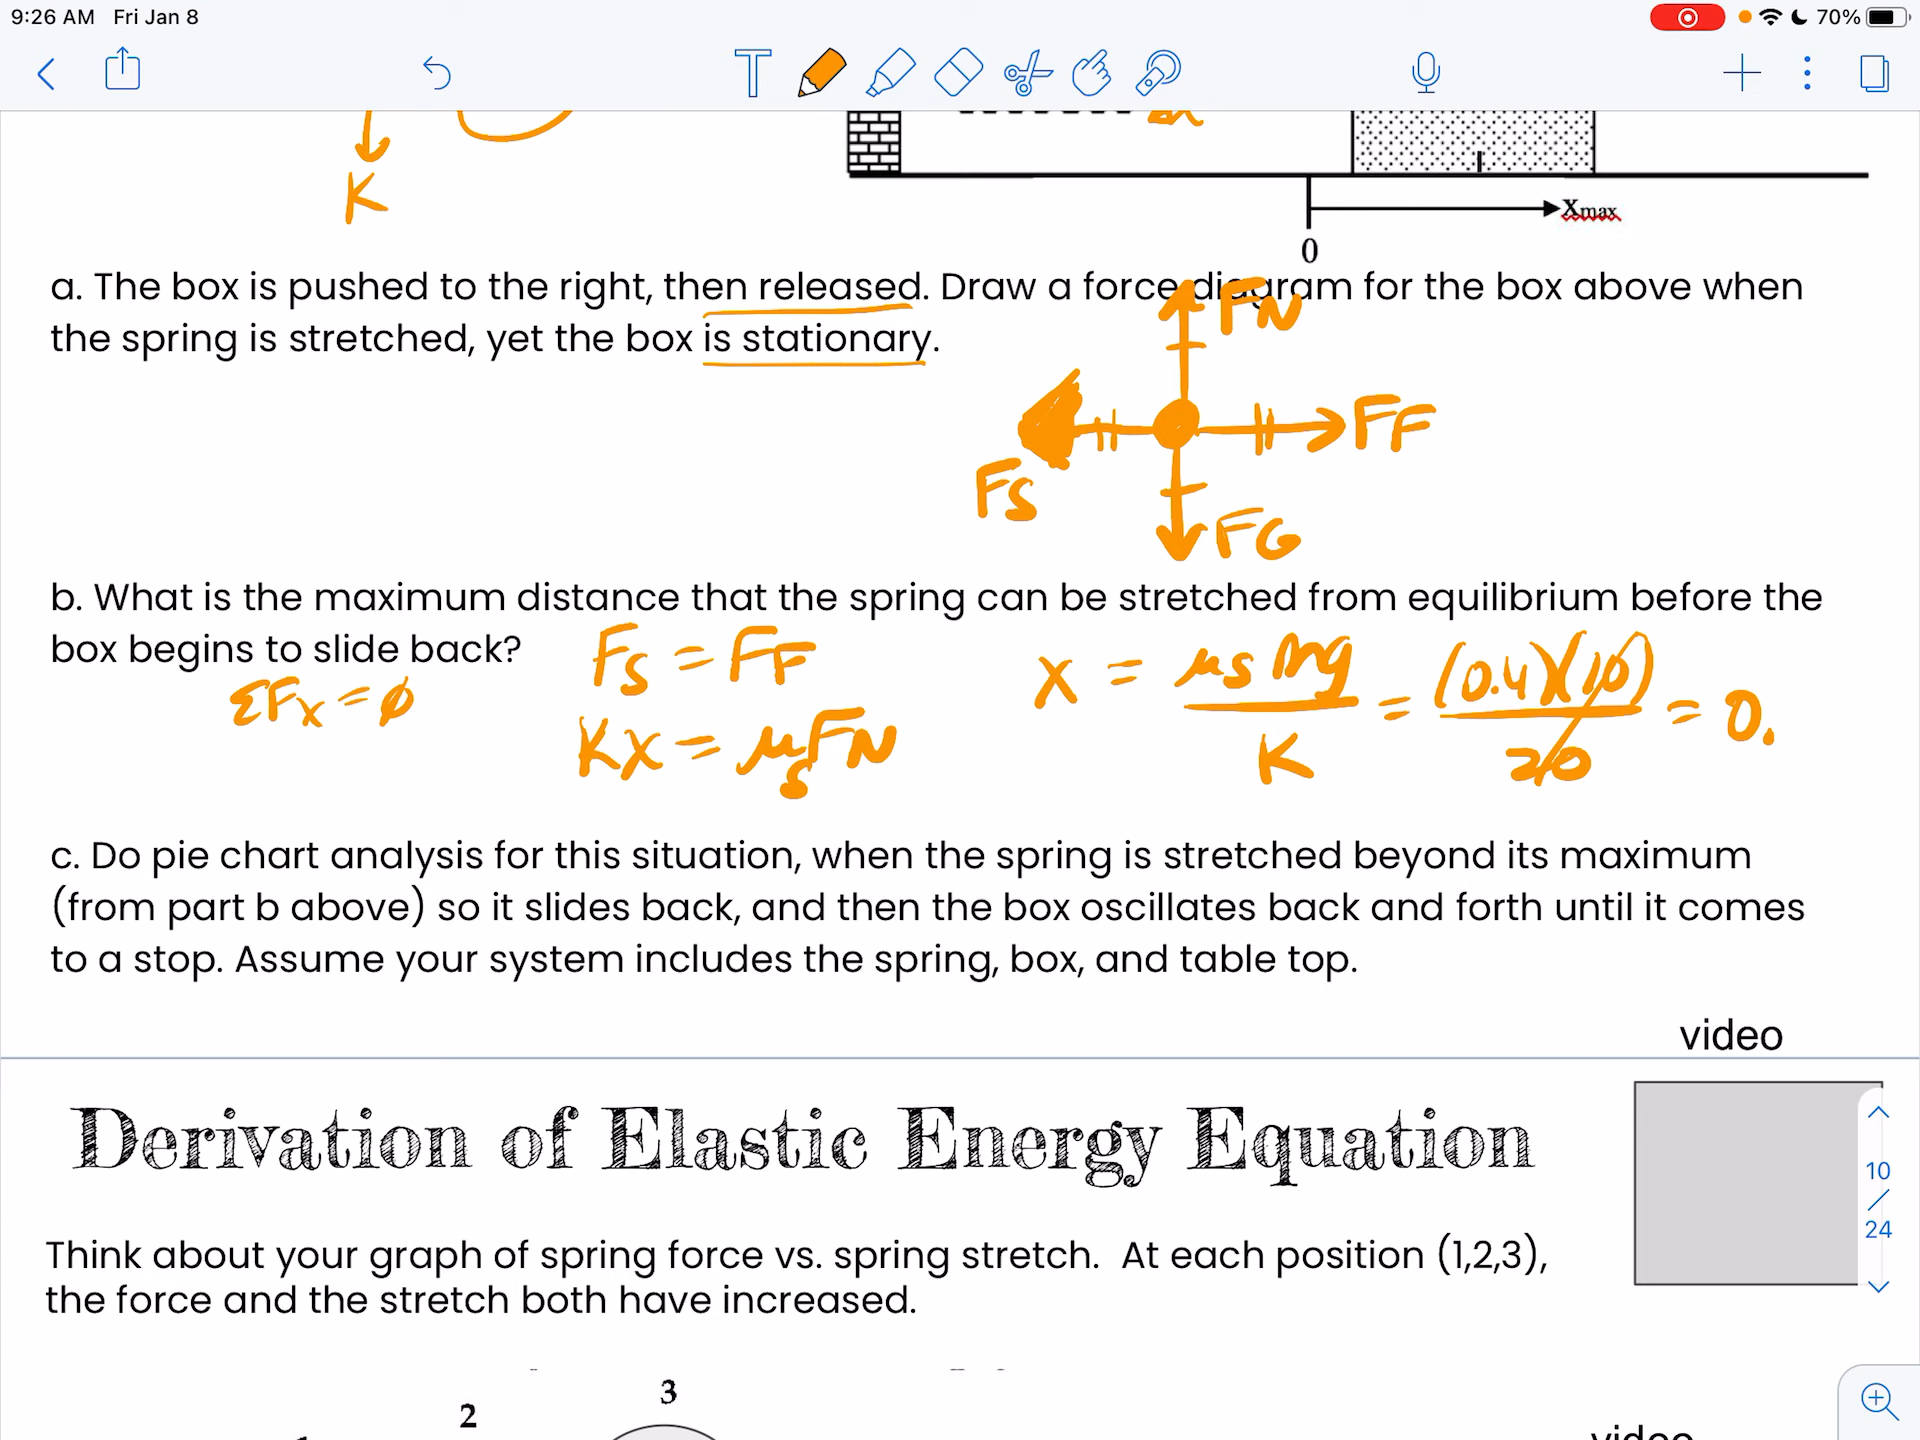 9:26 AM Fri Jan 8
70%
K
Xmax
0
a. The box is pushed to the right, then released. Draw a force diagram for the box above when
the spring is stretched, yet the box is stationary.
FN
FF
FS
FG
b. What is the maximum distance that the spring can be stretched from equilibrium before the
box begins to slide back?
ΣFx = ∅
FS = FF
Kx = μsFN
x = μs mg / K = (0.4)(10) / 20 = 0.
c. Do pie chart analysis for this situation, when the spring is stretched beyond its maximum
(from part b above) so it slides back, and then the box oscillates back and forth until it comes
to a stop. Assume your system includes the spring, box, and table top.
video
Derivation of Elastic Energy Equation
10
/
24
Think about your graph of spring force vs. spring stretch. At each position (1,2,3),
the force and the stretch both have increased.
3
2
video